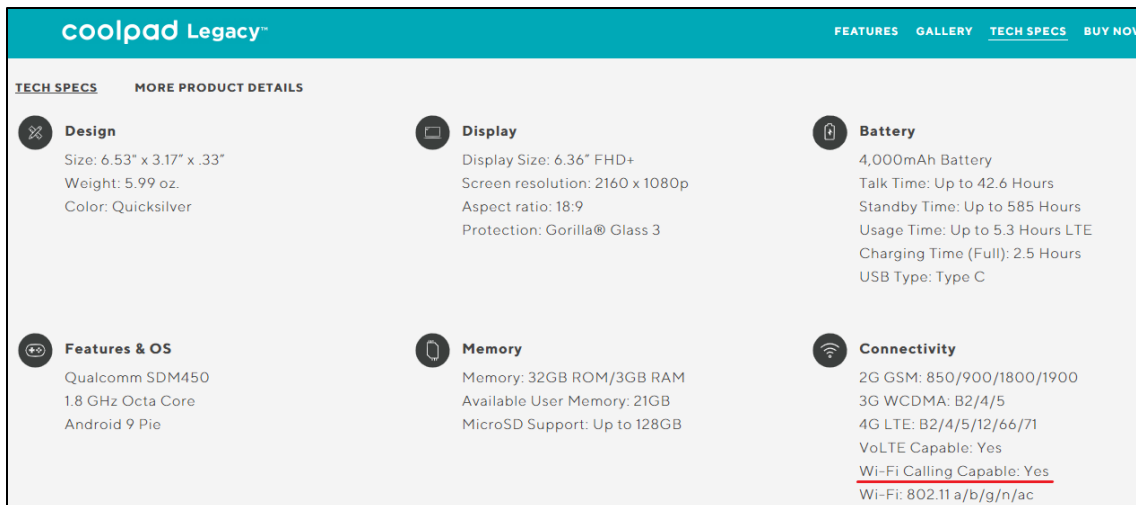 coolpad Legacy™
FEATURES GALLERY TECH SPECS BUY NOW
TECH SPECS MORE PRODUCT DETAILS
Design
Size: 6.53" x 3.17" x .33"
Weight: 5.99 oz.
Color: Quicksilver
Display
Display Size: 6.36" FHD+
Screen resolution: 2160 x 1080p
Aspect ratio: 18:9
Protection: Gorilla® Glass 3
Battery
4,000mAh Battery
Talk Time: Up to 42.6 Hours
Standby Time: Up to 585 Hours
Usage Time: Up to 5.3 Hours LTE
Charging Time (Full): 2.5 Hours
USB Type: Type C
Features & OS
Qualcomm SDM450
1.8 GHz Octa Core
Android 9 Pie
Memory
Memory: 32GB ROM/3GB RAM
Available User Memory: 21GB
MicroSD Support: Up to 128GB
Connectivity
2G GSM: 850/900/1800/1900
3G WCDMA: B2/4/5
4G LTE: B2/4/5/12/66/71
VoLTE Capable: Yes
Wi-Fi Calling Capable: Yes
Wi-Fi: 802.11 a/b/g/n/ac